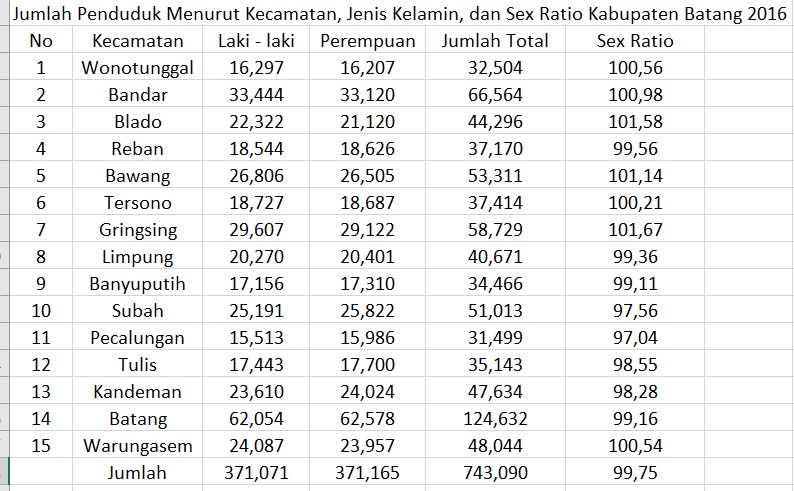 Jumlah Penduduk Menurut Kecamatan, Jenis Kelamin, dan Sex Ratio Kabupaten Batang 2016
No Kecamatan Laki - laki Perempuan Jumlah Total Sex Ratio
1 Wonotunggal 16,297 16,207 32,504 100,56
2 Bandar 33,444 33,120 66,564 100,98
3 Blado 22,322 21,120 44,296 101,58
4 Reban 18,544 18,626 37,170 99,56
5 Bawang 26,806 26,505 53,311 101,14
6 Tersono 18,727 18,687 37,414 100,21
7 Gringsing 29,607 29,122 58,729 101,67
8 Limpung 20,270 20,401 40,671 99,36
9 Banyuputih 17,156 17,310 34,466 99,11
10 Subah 25,191 25,822 51,013 97,56
11 Pecalungan 15,513 15,986 31,499 97,04
12 Tulis 17,443 17,700 35,143 98,55
13 Kandeman 23,610 24,024 47,634 98,28
14 Batang 62,054 62,578 124,632 99,16
15 Warungasem 24,087 23,957 48,044 100,54
Jumlah 371,071 371,165 743,090 99,75